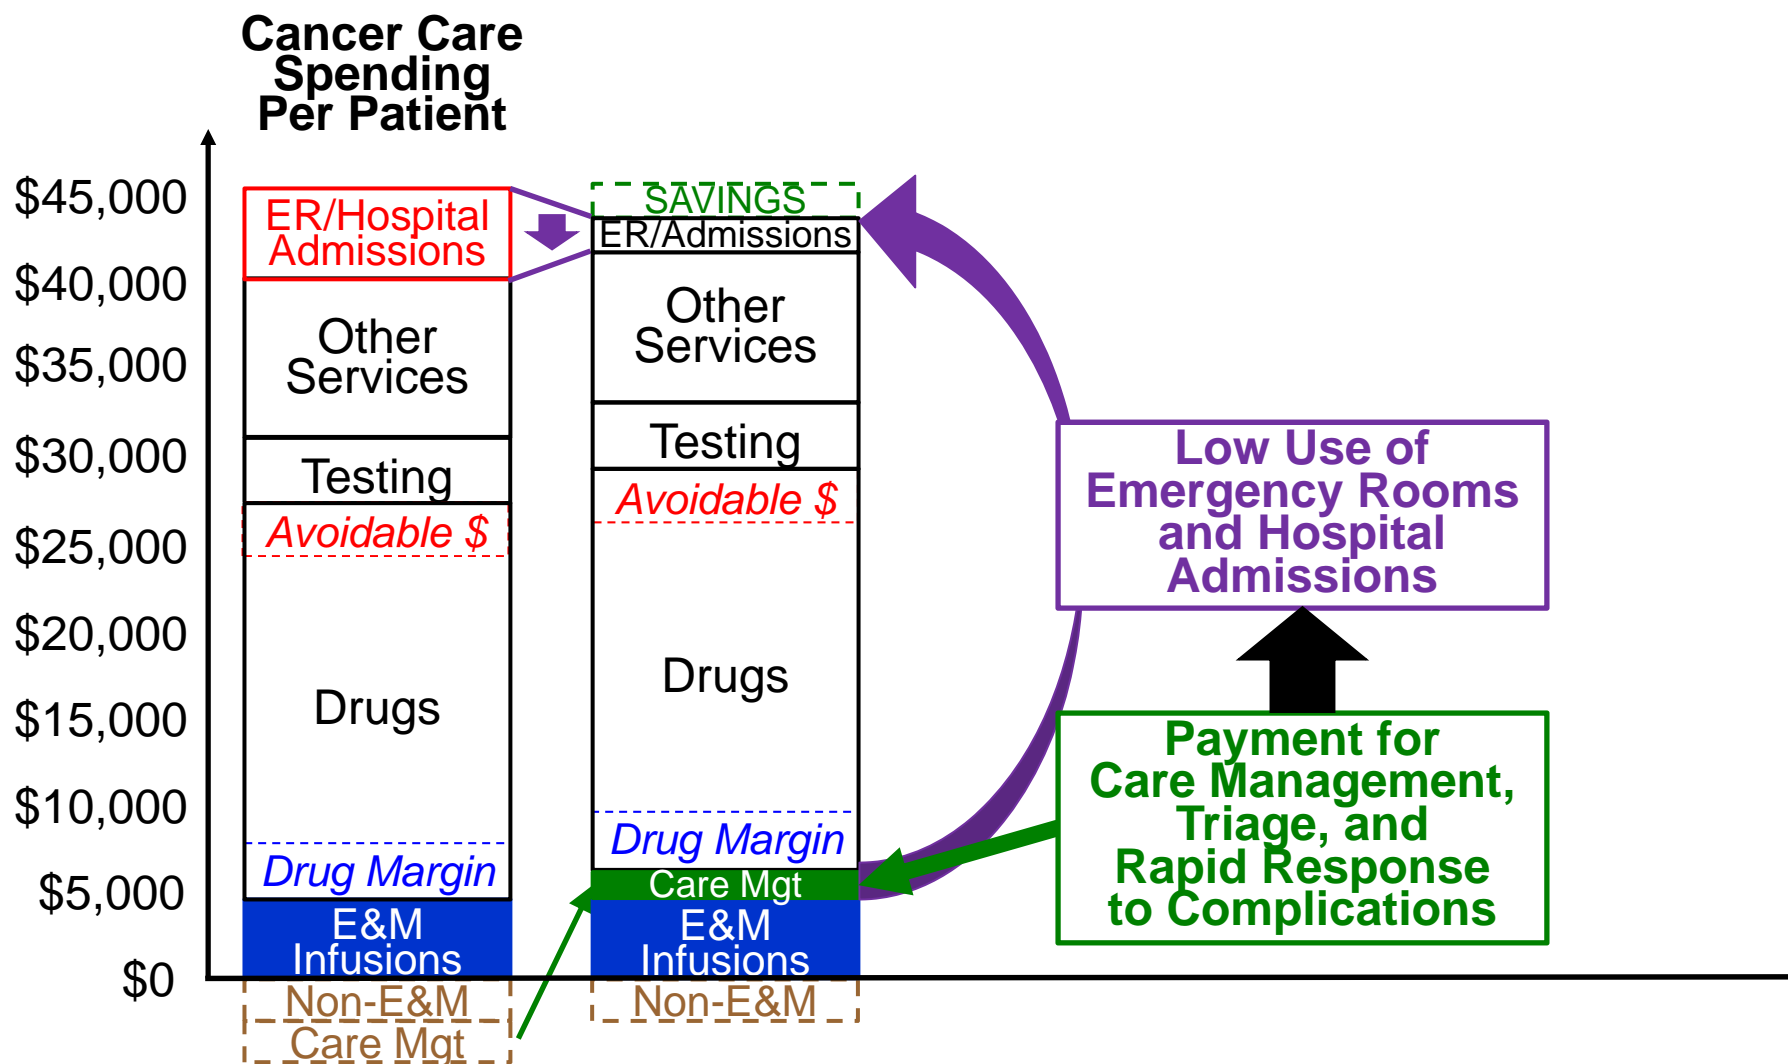 Cancer Care
Spending
Per Patient
$45,000
$40,000
$35,000
$30,000
$25,000
$20,000
$15,000
$10,000
$5,000
$0
ER/Hospital
Admissions
Other
Services
Testing
Avoidable $
Drugs
Drug Margin
E&M
Infusions
Non-E&M
Care Mgt
SAVINGS
ER/Admissions
Other
Services
Testing
Avoidable $
Drugs
Drug Margin
Care Mgt
E&M
Infusions
Non-E&M
Low Use of
Emergency Rooms
and Hospital
Admissions
Payment for
Care Management,
Triage, and
Rapid Response
to Complications